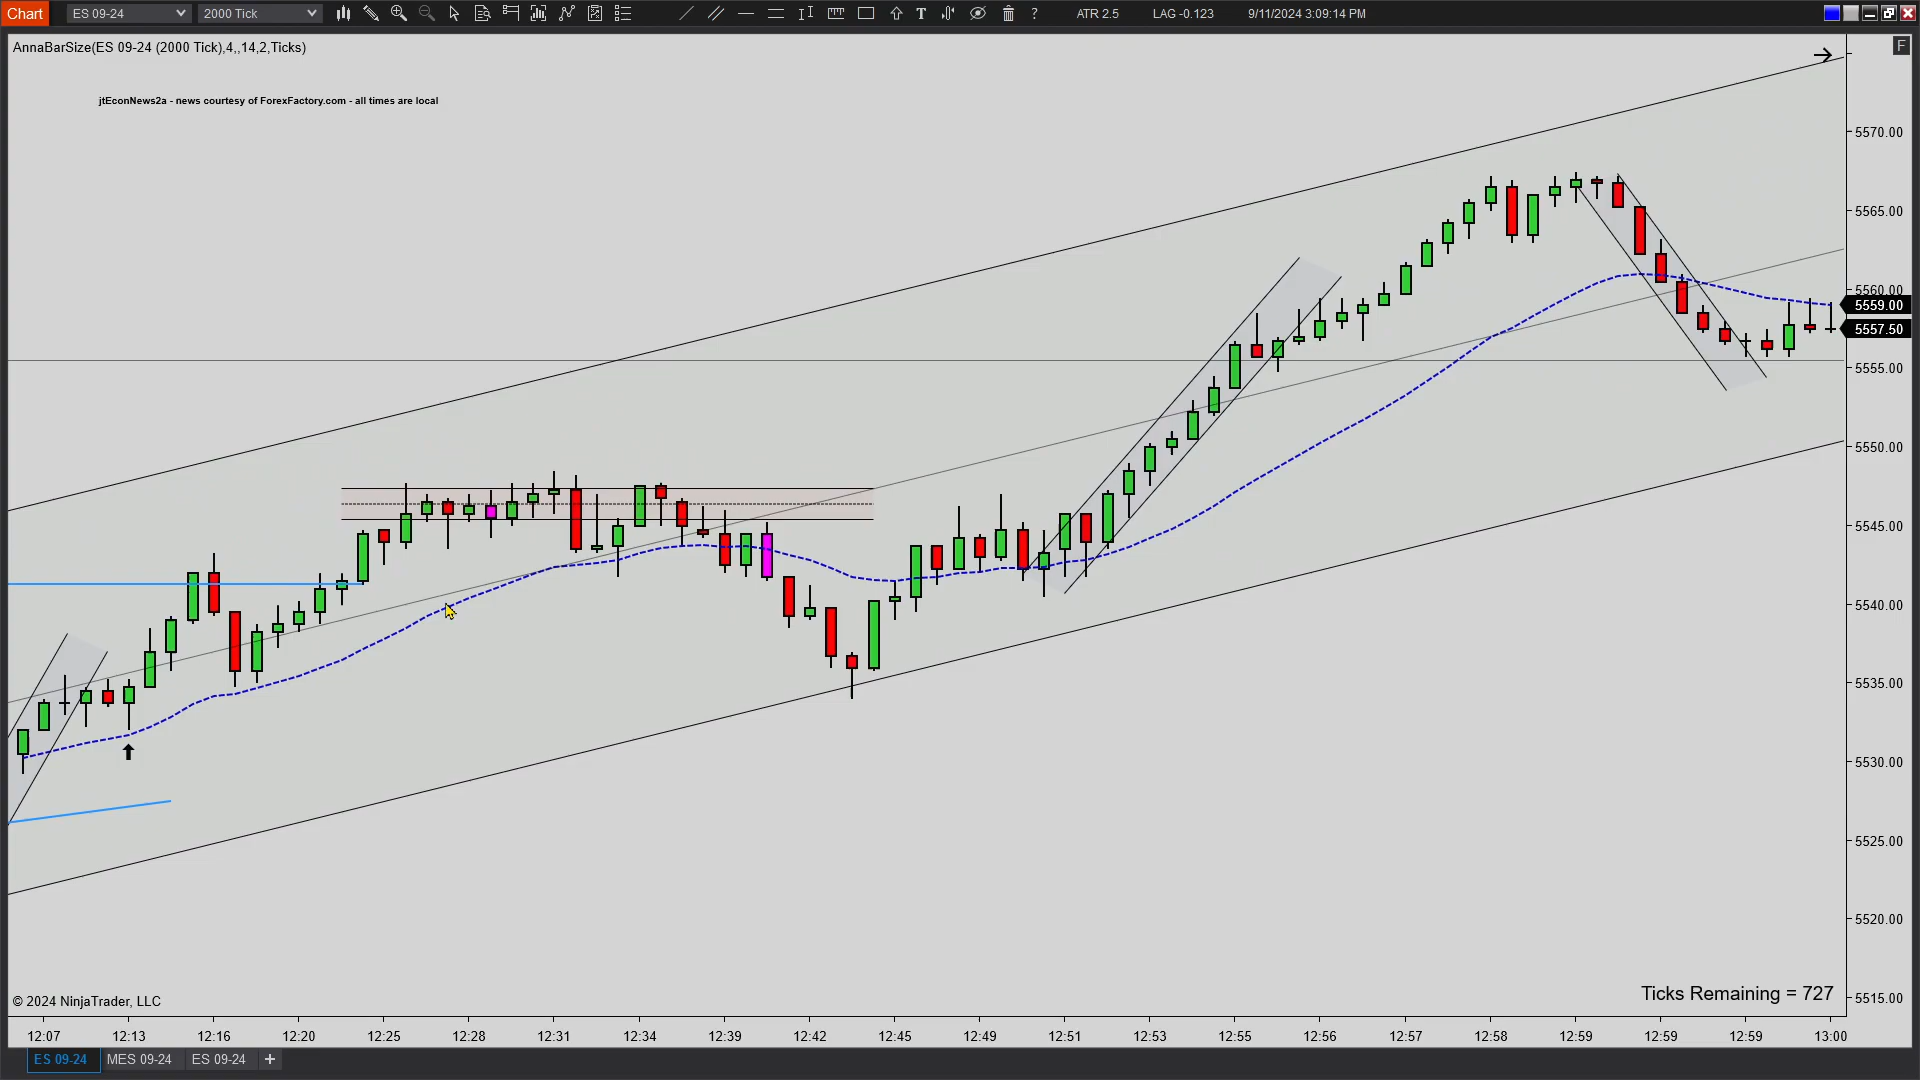 Chart ES 09-24 2000 Tick T ? ATR 2.5 LAG -0.123 9/11/2024 3:09:14 PM
AnnaBarSize(ES 09-24 (2000 Tick),4,,14,2,Ticks)
F
jtEconNews2a - news courtesy of ForexFactory.com - all times are local
5570.00
5565.00
5560.00
5559.00
5557.50
5555.00
5550.00
5545.00
5540.00
5535.00
5530.00
5525.00
5520.00
5515.00
© 2024 NinjaTrader, LLC
Ticks Remaining = 727
12:07 12:13 12:16 12:20 12:25 12:28 12:31 12:34 12:39 12:42 12:45 12:49 12:51 12:53 12:55 12:56 12:57 12:58 12:59 12:59 12:59 13:00
ES 09-24 MES 09-24 ES 09-24 +